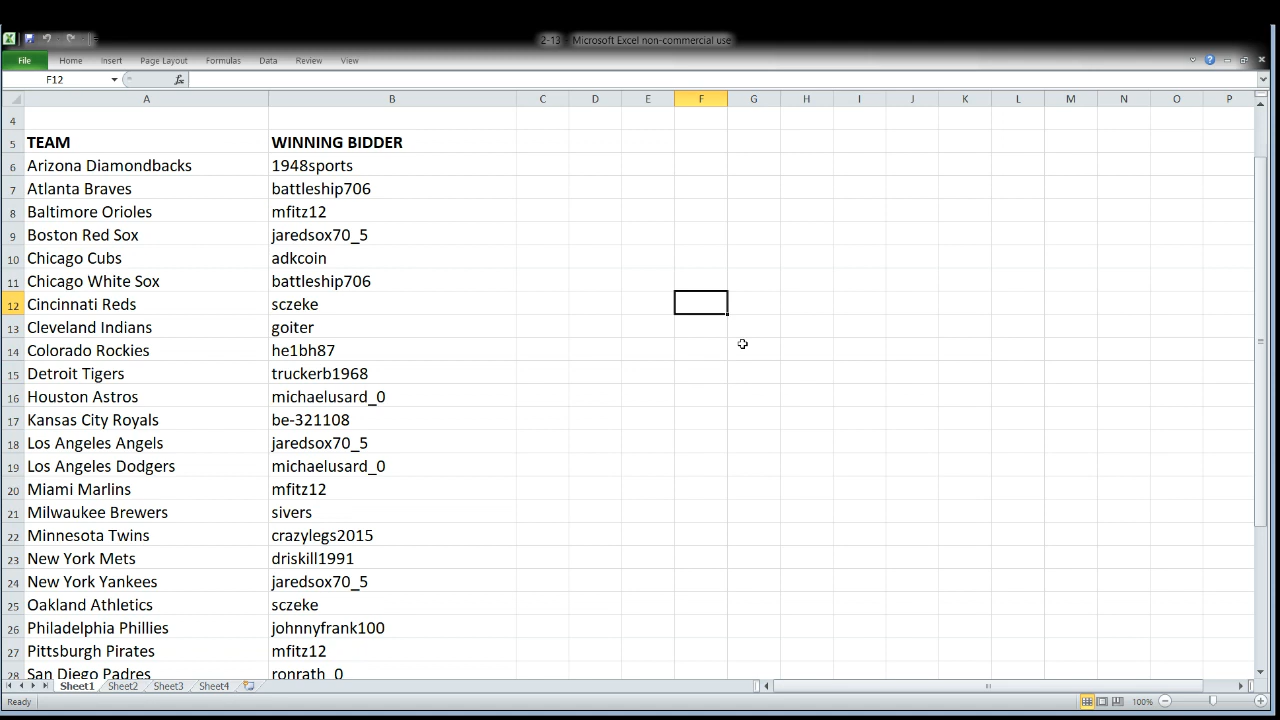 2-13 - Microsoft Excel non-commercial use
File Home Insert Page Layout Formulas Data Review View
F12 fx
A B C D E F G H I J K L M N O P
4
5 TEAM WINNING BIDDER
6 Arizona Diamondbacks 1948sports
7 Atlanta Braves battleship706
8 Baltimore Orioles mfitz12
9 Boston Red Sox jaredsox70_5
10 Chicago Cubs adkcoin
11 Chicago White Sox battleship706
12 Cincinnati Reds sczeke
13 Cleveland Indians goiter
14 Colorado Rockies he1bh87
15 Detroit Tigers truckerb1968
16 Houston Astros michaelusard_0
17 Kansas City Royals be-321108
18 Los Angeles Angels jaredsox70_5
19 Los Angeles Dodgers michaelusard_0
20 Miami Marlins mfitz12
21 Milwaukee Brewers sivers
22 Minnesota Twins crazylegs2015
23 New York Mets driskill1991
24 New York Yankees jaredsox70_5
25 Oakland Athletics sczeke
26 Philadelphia Phillies johnnyfrank100
27 Pittsburgh Pirates mfitz12
28 San Diego Padres ronrath_0
Sheet1 Sheet2 Sheet3 Sheet4
Ready 100%